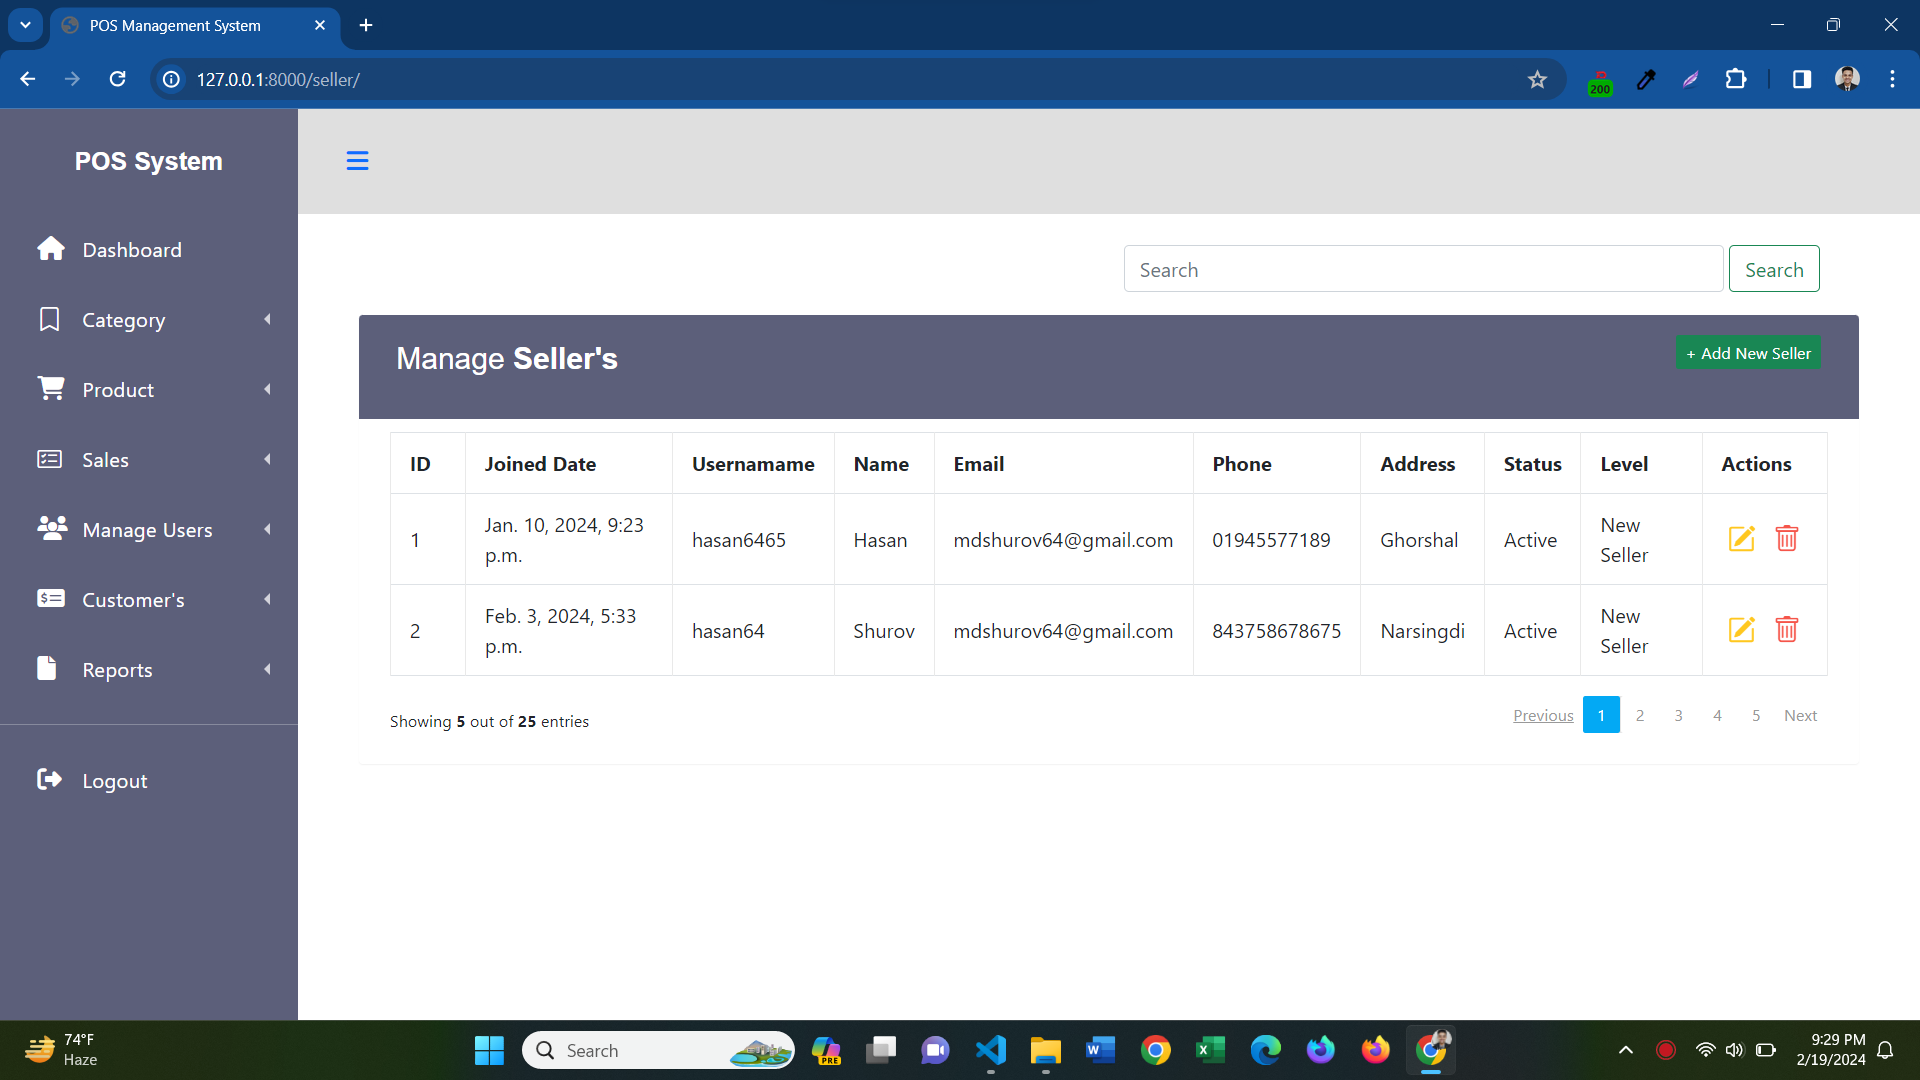 POS Management System
127.0.0.1:8000/seller/
200
POS System
Dashboard
Category
Product
Sales
Manage Users
Customer's
Reports
Logout
Search
Search
Manage Seller's
+ Add New Seller
ID Joined Date Usernamame Name Email Phone Address Status Level Actions
1 Jan. 10, 2024, 9:23 p.m. hasan6465 Hasan mdshurov64@gmail.com 01945577189 Ghorshal Active New Seller
2 Feb. 3, 2024, 5:33 p.m. hasan64 Shurov mdshurov64@gmail.com 843758678675 Narsingdi Active New Seller
Showing 5 out of 25 entries
Previous 1 2 3 4 5 Next
74°F
Haze
Search
PRE
9:29 PM
2/19/2024